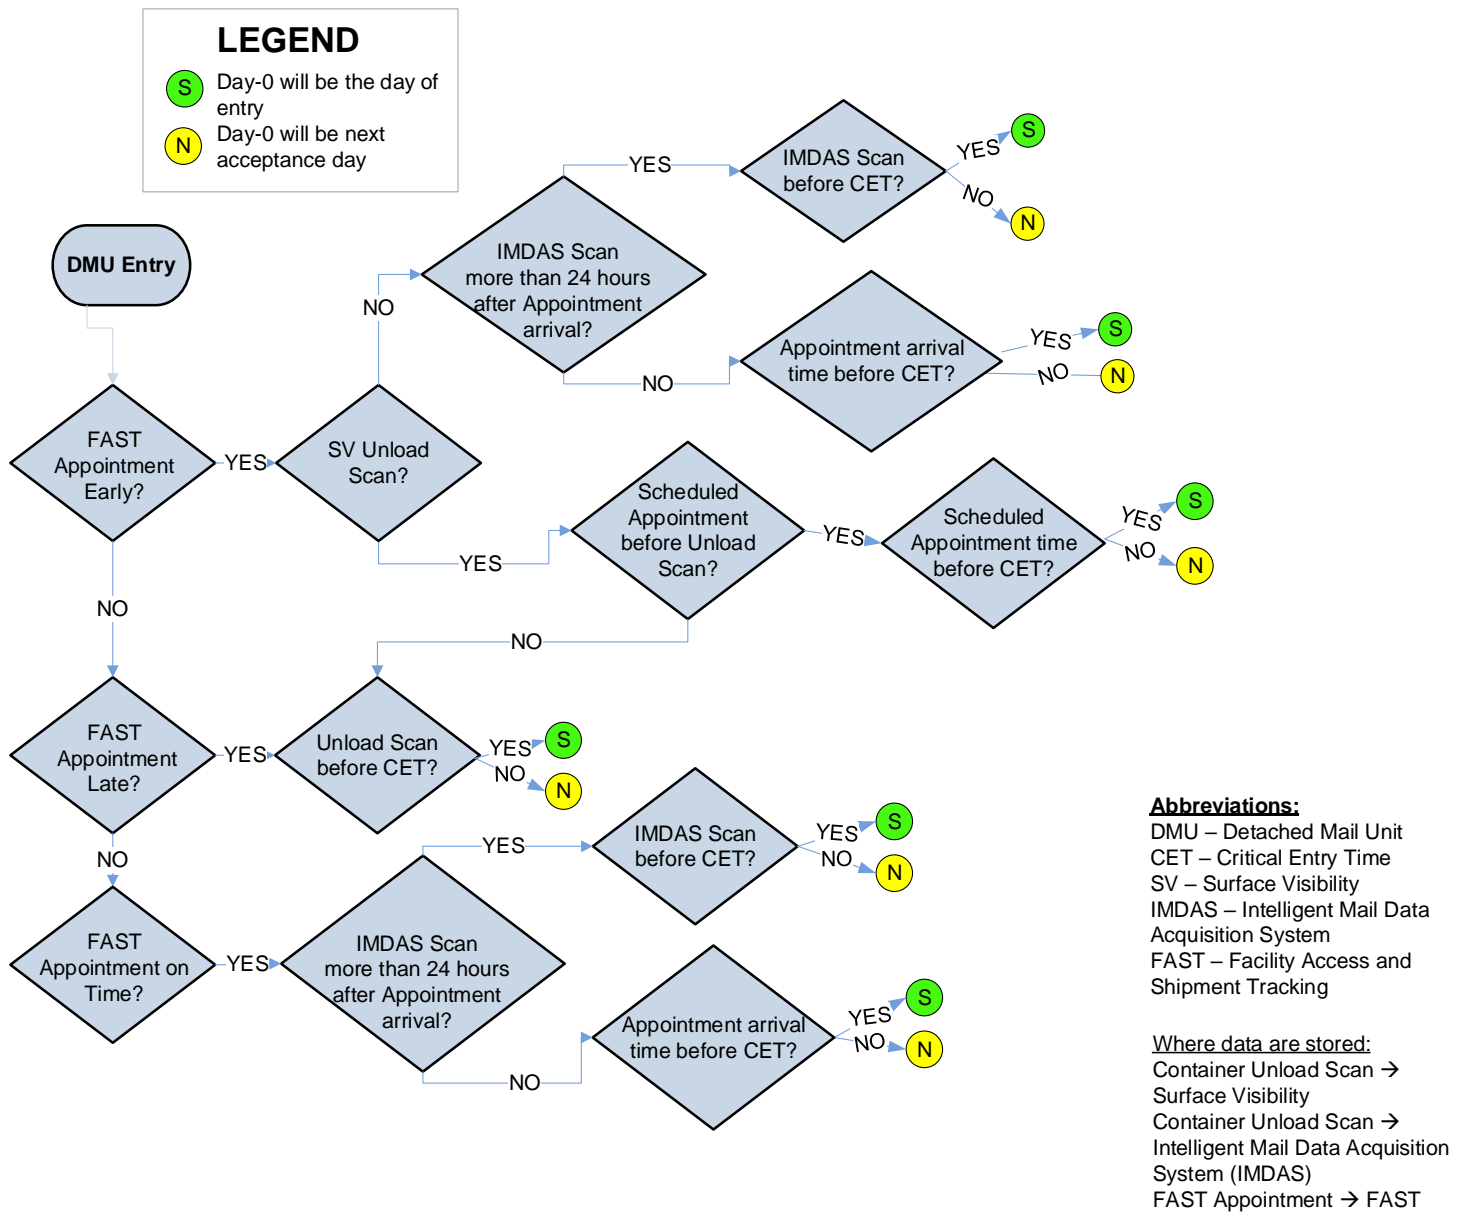 LEGEND
S
Day-0 will be the day of
entry
N
Day-0 will be next
acceptance day
DMU Entry
FAST
Appointment
Early?
YES
NO
SV Unload
Scan?
NO
YES
IMDAS Scan
more than 24 hours
after Appointment
arrival?
YES
NO
IMDAS Scan
before CET?
YES
S
NO
N
Appointment arrival
time before CET?
YES
S
NO
N
Scheduled
Appointment
before Unload
Scan?
YES
NO
Scheduled
Appointment time
before CET?
YES
S
NO
N
FAST
Appointment
Late?
YES
NO
Unload Scan
before CET?
YES
S
NO
N
FAST
Appointment on
Time?
YES
IMDAS Scan
more than 24 hours
after Appointment
arrival?
YES
NO
IMDAS Scan
before CET?
YES
S
NO
N
Appointment arrival
time before CET?
YES
S
NO
N
Abbreviations:
DMU – Detached Mail Unit
CET – Critical Entry Time
SV – Surface Visibility
IMDAS – Intelligent Mail Data
Acquisition System
FAST – Facility Access and
Shipment Tracking
Where data are stored:
Container Unload Scan →
Surface Visibility
Container Unload Scan →
Intelligent Mail Data Acquisition
System (IMDAS)
FAST Appointment → FAST